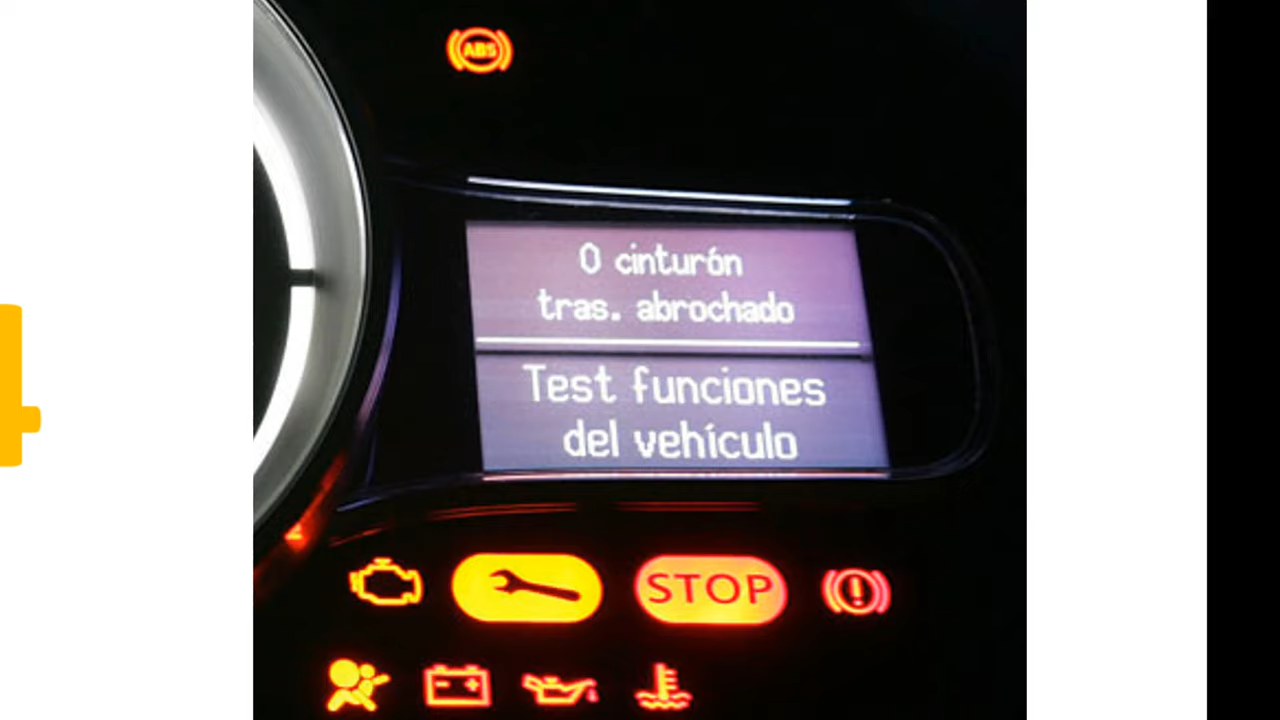 ABS
0 cinturón
tras. abrochado
Test funciones
del vehículo
STOP